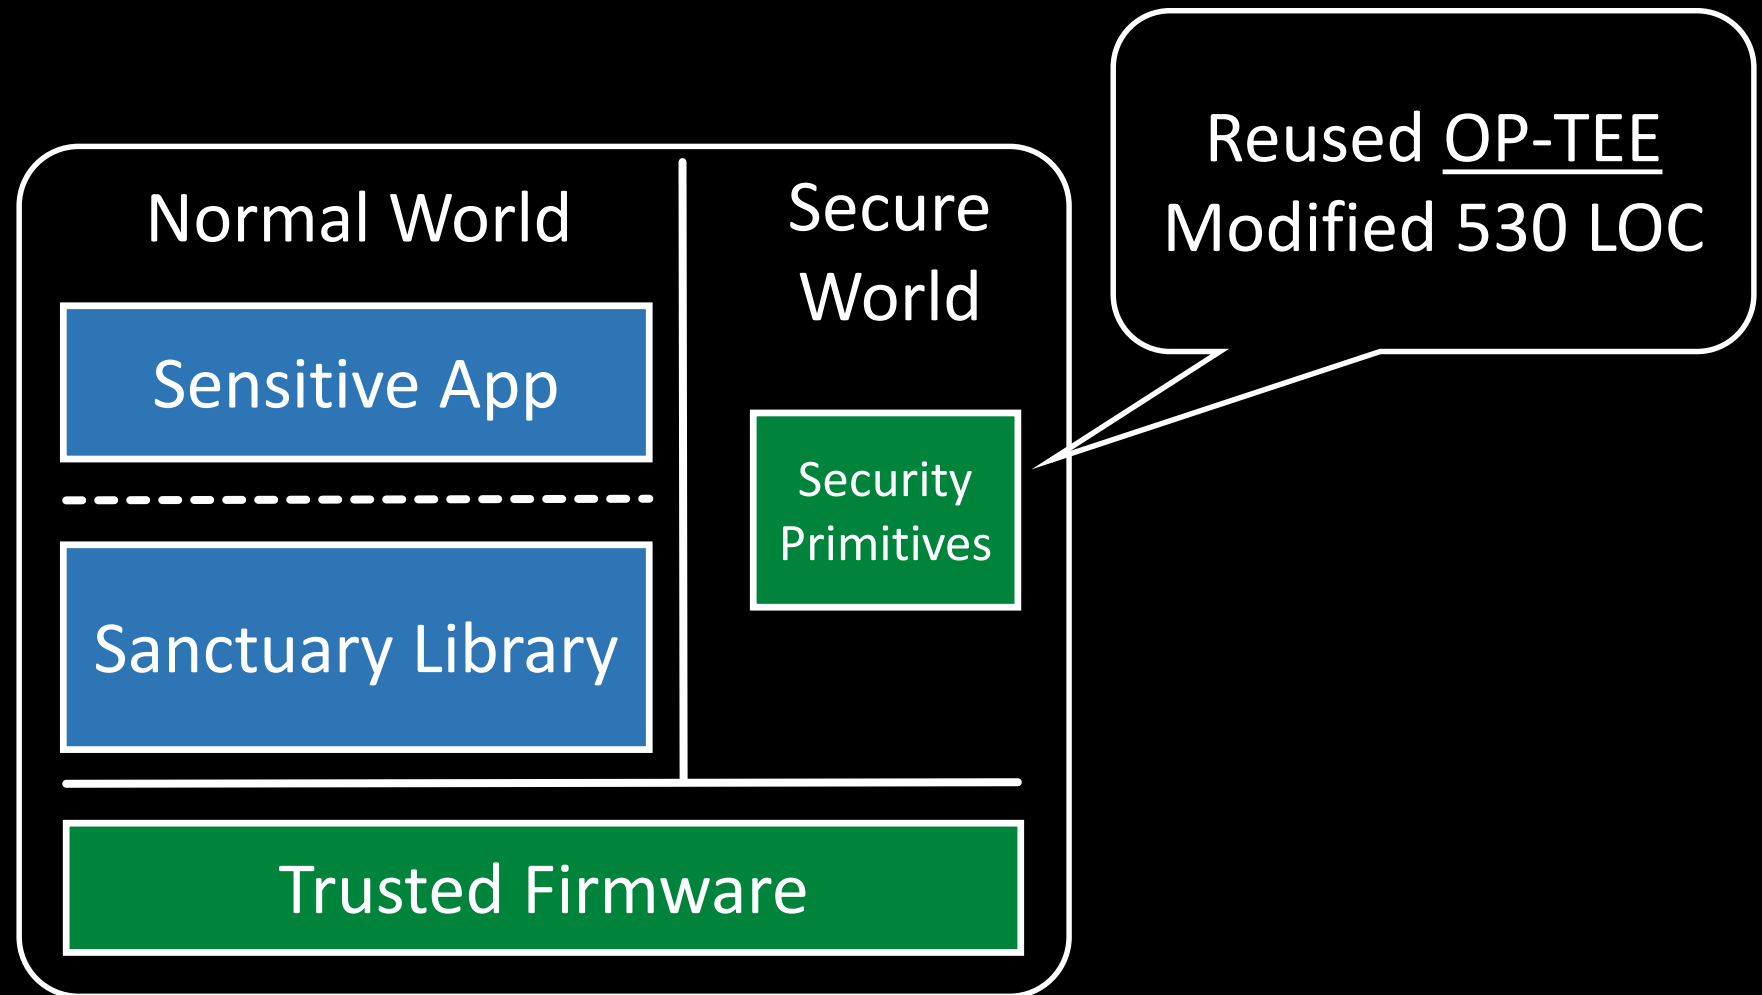 Normal World
Secure
World
Sensitive App
Security
Primitives
Sanctuary Library
Trusted Firmware
Reused OP-TEE
Modified 530 LOC